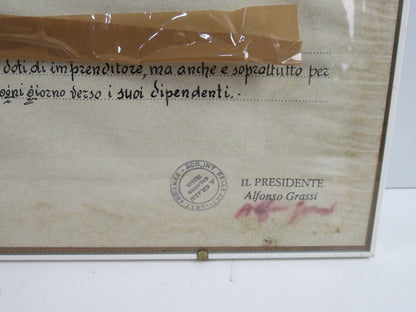 doti di imprenditore, ma anche e soprattutto per
ogni giorno verso i suoi dipendenti.-
IL PRESIDENTE
Alfonso Grassi